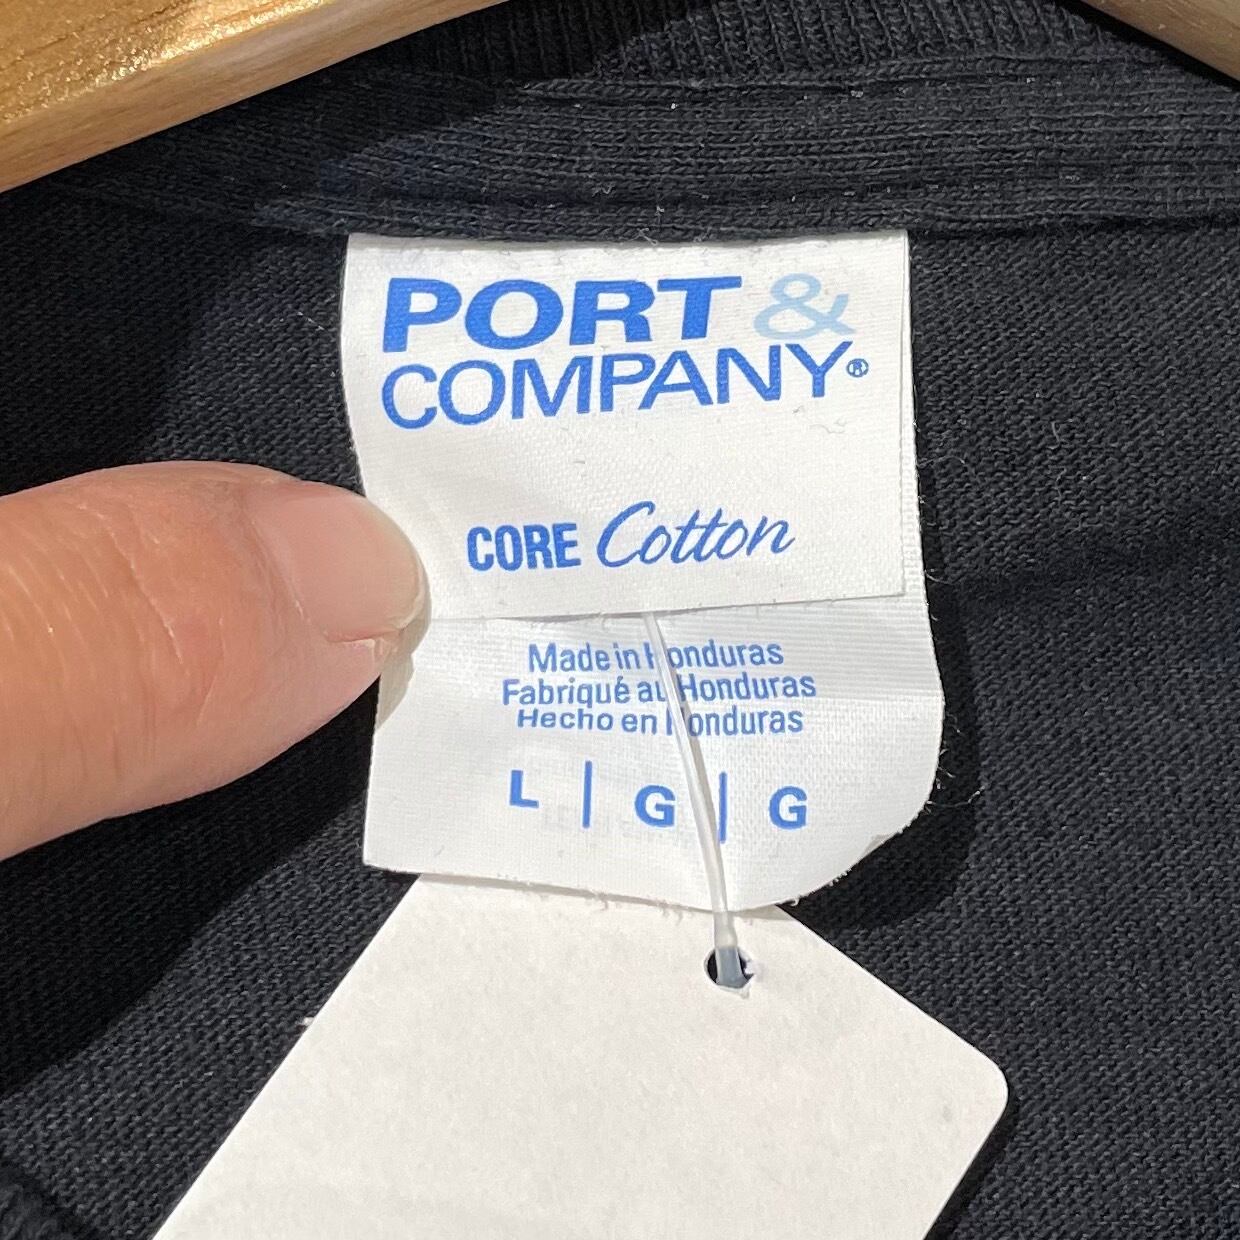 PORT &
COMPANY®
CORE Cotton
Made in Honduras
Fabriqué au Honduras
Hecho en Honduras
L | G | G